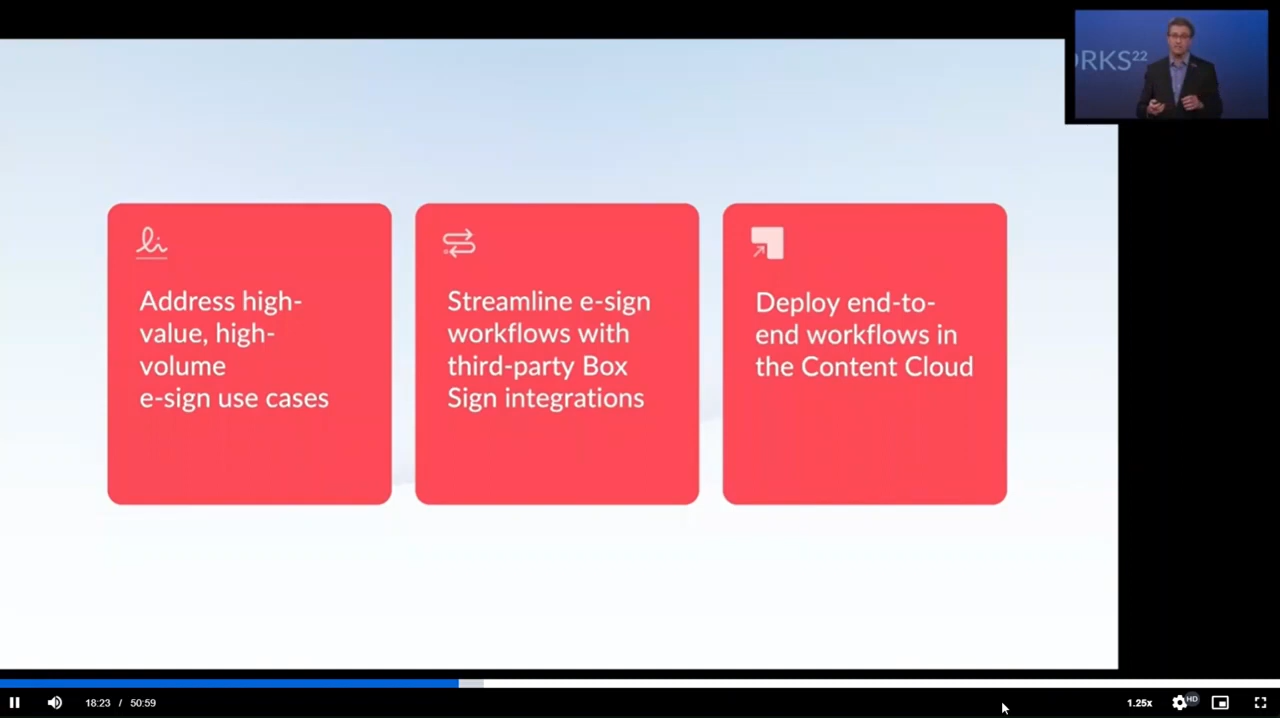 ORKS22
Address high-
value, high-
volume
e-sign use cases
Streamline e-sign
workflows with
third-party Box
Sign integrations
Deploy end-to-
end workflows in
the Content Cloud
18:23 / 50:59
1.25x
HD